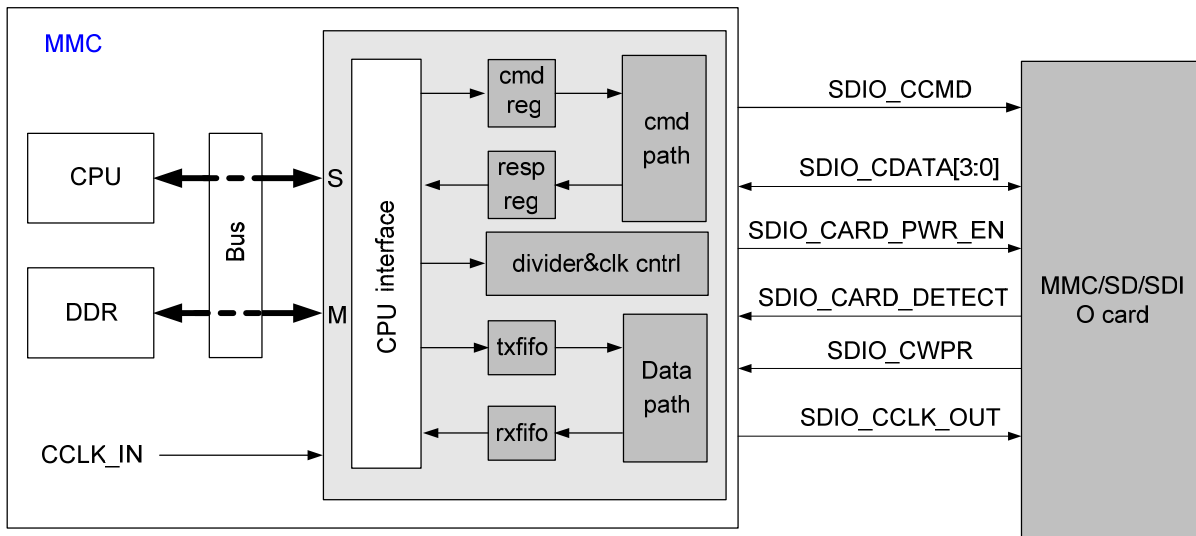 MMC
CPU
DDR
Bus
CCLK_IN
S
M
CPU interface
cmd
reg
resp
reg
cmd
path
divider&clk cntrl
txfifo
rxfifo
Data
path
SDIO_CCMD
SDIO_CDATA[3:0]
SDIO_CARD_PWR_EN
SDIO_CARD_DETECT
SDIO_CWPR
SDIO_CCLK_OUT
MMC/SD/SDI
O card